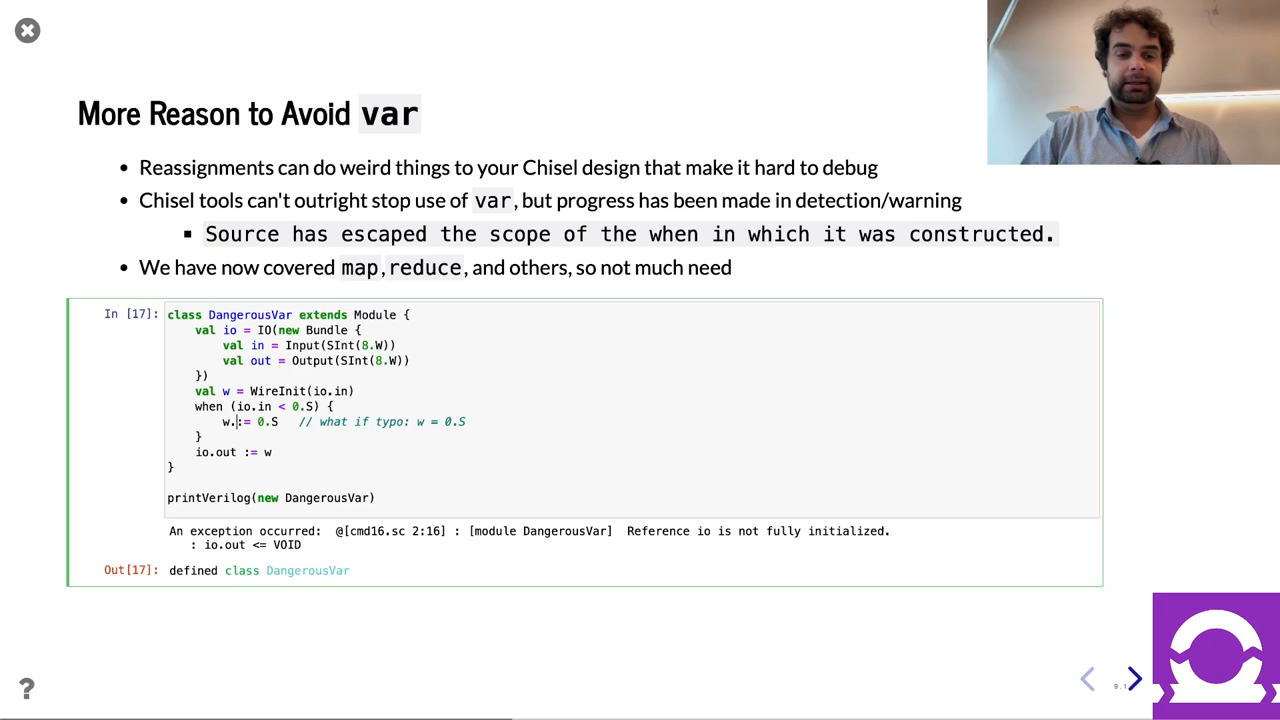 More Reason to Avoid var
• Reassignments can do weird things to your Chisel design that make it hard to debug
• Chisel tools can't outright stop use of var, but progress has been made in detection/warning
▪ Source has escaped the scope of the when in which it was constructed.
• We have now covered map, reduce, and others, so not much need
In [17]: class DangerousVar extends Module {
val io = IO(new Bundle {
val in = Input(SInt(8.W))
val out = Output(SInt(8.W))
})
val w = WireInit(io.in)
when (io.in < 0.S) {
w.:= 0.S // what if typo: w = 0.S
}
io.out := w
}
printVerilog(new DangerousVar)
An exception occurred: @[cmd16.sc 2:16] : [module DangerousVar] Reference io is not fully initialized.
: io.out <= VOID
Out[17]: defined class DangerousVar
?
9.1